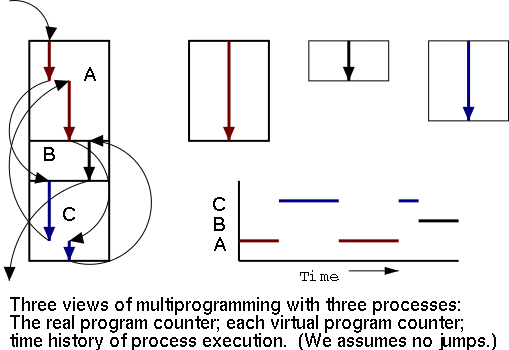 A
B
C
C
B
A
Time
Three views of multiprogramming with three processes:
The real program counter; each virtual program counter;
time history of process execution. (We assumes no jumps.)